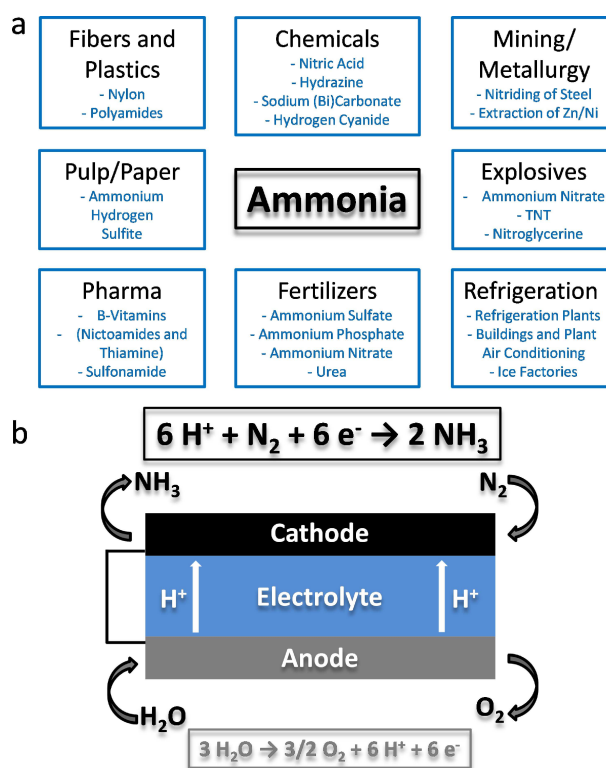 a
Fibers and
Plastics
- Nylon
- Polyamides
Chemicals
- Nitric Acid
- Hydrazine
- Sodium (Bi)Carbonate
- Hydrogen Cyanide
Mining/
Metallurgy
- Nitriding of Steel
- Extraction of Zn/Ni
Pulp/Paper
- Ammonium
Hydrogen
Sulfite
Ammonia
Explosives
- Ammonium Nitrate
- TNT
- Nitroglycerine
Pharma
- B-Vitamins
- (Nictoamides and
Thiamine)
- Sulfonamide
Fertilizers
- Ammonium Sulfate
- Ammonium Phosphate
- Ammonium Nitrate
- Urea
Refrigeration
- Refrigeration Plants
- Buildings and Plant
Air Conditioning
- Ice Factories
b
6 H⁺ + N₂ + 6 e⁻ → 2 NH₃
NH₃
N₂
Cathode
H⁺
Electrolyte
H⁺
Anode
H₂O
O₂
3 H₂O → 3/2 O₂ + 6 H⁺ + 6 e⁻